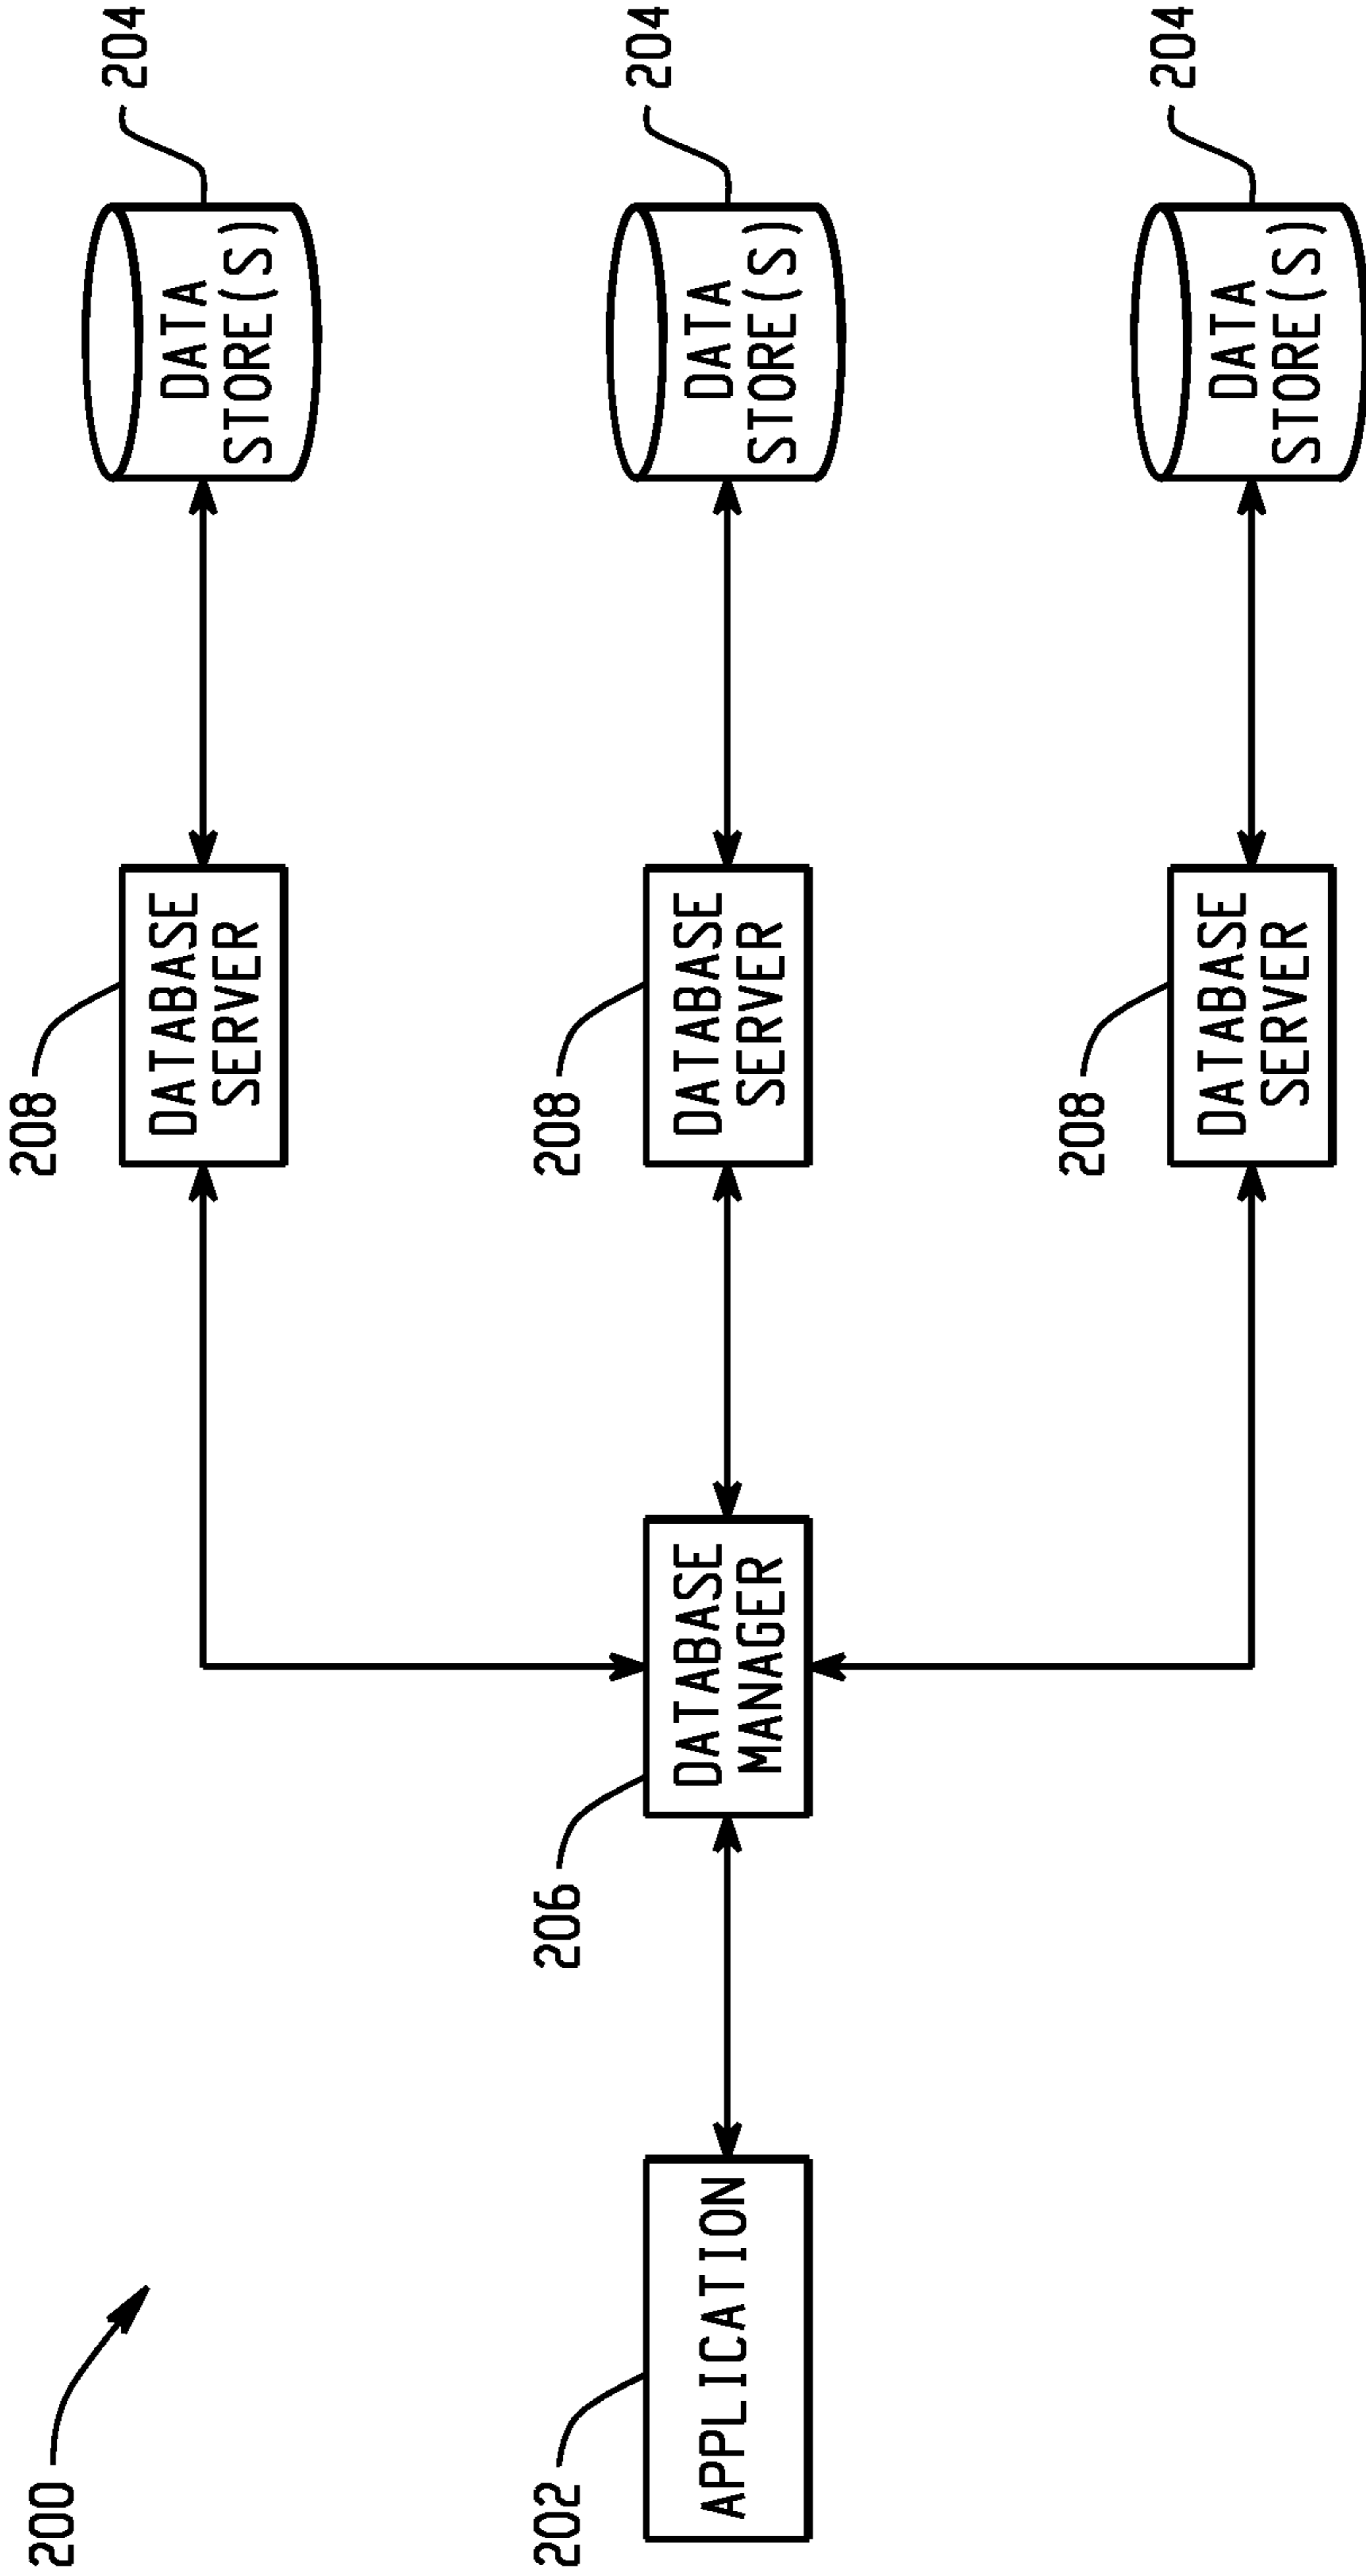 200
208
DATABASE
SERVER
204
DATA
STORE(S)
202
APPLICATION
206
DATABASE
MANAGER
208
DATABASE
SERVER
204
DATA
STORE(S)
208
DATABASE
SERVER
204
DATA
STORE(S)